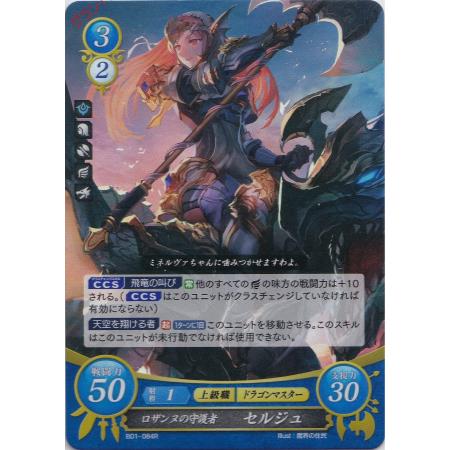 3
2
ミネルヴァちゃんに噛みつかせますわよ。
CCS 飛竜の叫び 常 他のすべての の味方の戦闘力は+10
される。( CCS はこのユニットがクラスチェンジしていなければ
有効にならない)
天空を翔ける者 起 1ターンに1回 このユニットを移動させる。このスキル
はこのユニットが未行動でなければ使用できない。
戦闘力
50
射程 1
上級職 ドラゴンマスター
支援力
30
ロザンヌの守護者 セルジュ
B01-084R
Illust:魔界の住民